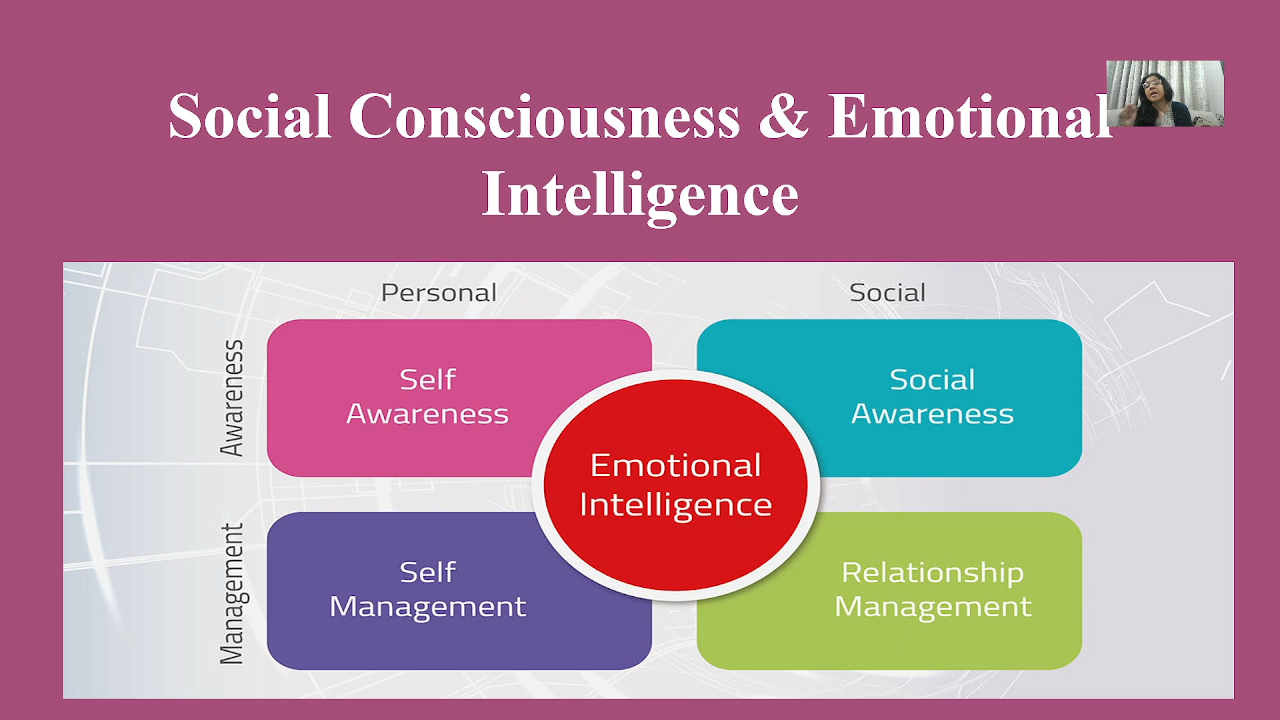 Social Consciousness & Emotional
Intelligence
Personal
Social
Awareness
Self
Awareness
Social
Awareness
Emotional
Intelligence
Management
Self
Management
Relationship
Management